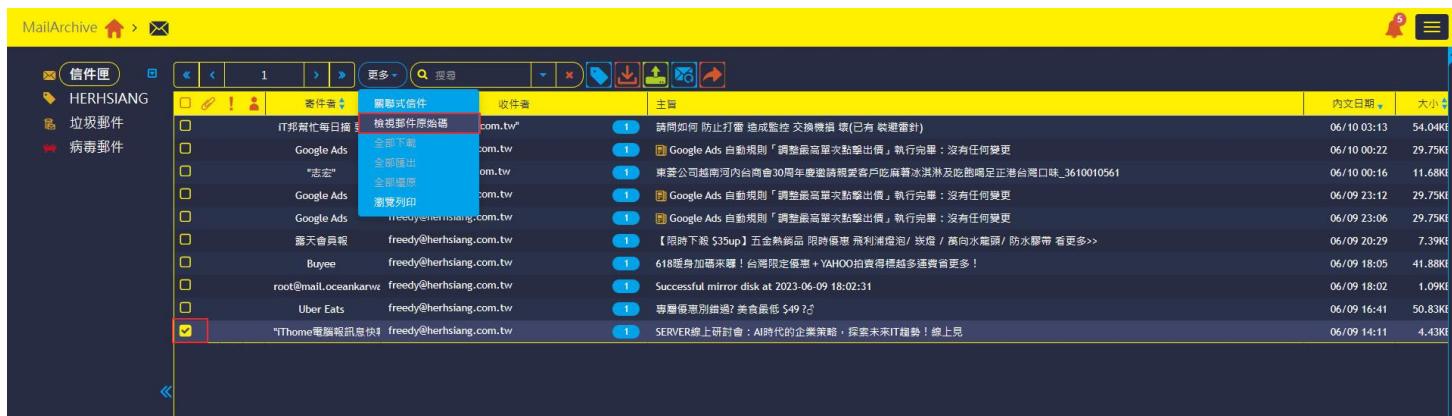 MailArchive
5
信件匣
HERHSIANG
垃圾郵件
病毒郵件
1 更多 搜尋
關聯式信件
檢視郵件原始碼
全部下載
全部匯出
全部還原
瀏覽列印
寄件者 收件者 主旨 內文日期 大小
iT邦幫忙每日摘 com.tw" 1 請問如何 防止打雷 造成監控 交換機損 壞(已有 裝避雷針) 06/10 03:13 54.04KB
Google Ads com.tw 1 Google Ads 自動規則「調整最高單次點擊出價」執行完畢：沒有任何變更 06/10 00:22 29.75KB
"志宏" om.tw 1 東菱公司越南河內台商會30周年慶邀請親愛客戶吃麻薯冰淇淋及吃飽喝足正港台灣口味_3610010561 06/10 00:16 11.68KB
Google Ads com.tw 1 Google Ads 自動規則「調整最高單次點擊出價」執行完畢：沒有任何變更 06/09 23:12 29.75KB
Google Ads freedy@herhsiang.com.tw 1 Google Ads 自動規則「調整最高單次點擊出價」執行完畢：沒有任何變更 06/09 23:06 29.75KB
露天會員報 freedy@herhsiang.com.tw 1 【限時下殺 $35up】五金熱銷品 限時優惠 飛利浦燈泡/ 崁燈 / 萬向水龍頭/ 防水膠帶 看更多>> 06/09 20:29 7.39KB
Buyee freedy@herhsiang.com.tw 1 618暖身加碼來囉！台灣限定優惠 + YAHOO拍賣得標越多運費省更多！ 06/09 18:05 41.88KB
root@mail.oceankarwa freedy@herhsiang.com.tw 1 Successful mirror disk at 2023-06-09 18:02:31 06/09 18:02 1.09KB
Uber Eats freedy@herhsiang.com.tw 1 專屬優惠別錯過? 美食最低 $49 ?♂ 06/09 16:41 50.83KB
"iThome電腦報訊息快 freedy@herhsiang.com.tw 1 SERVER線上研討會：AI時代的企業策略，探索未來IT趨勢！線上見 06/09 14:11 4.43KB